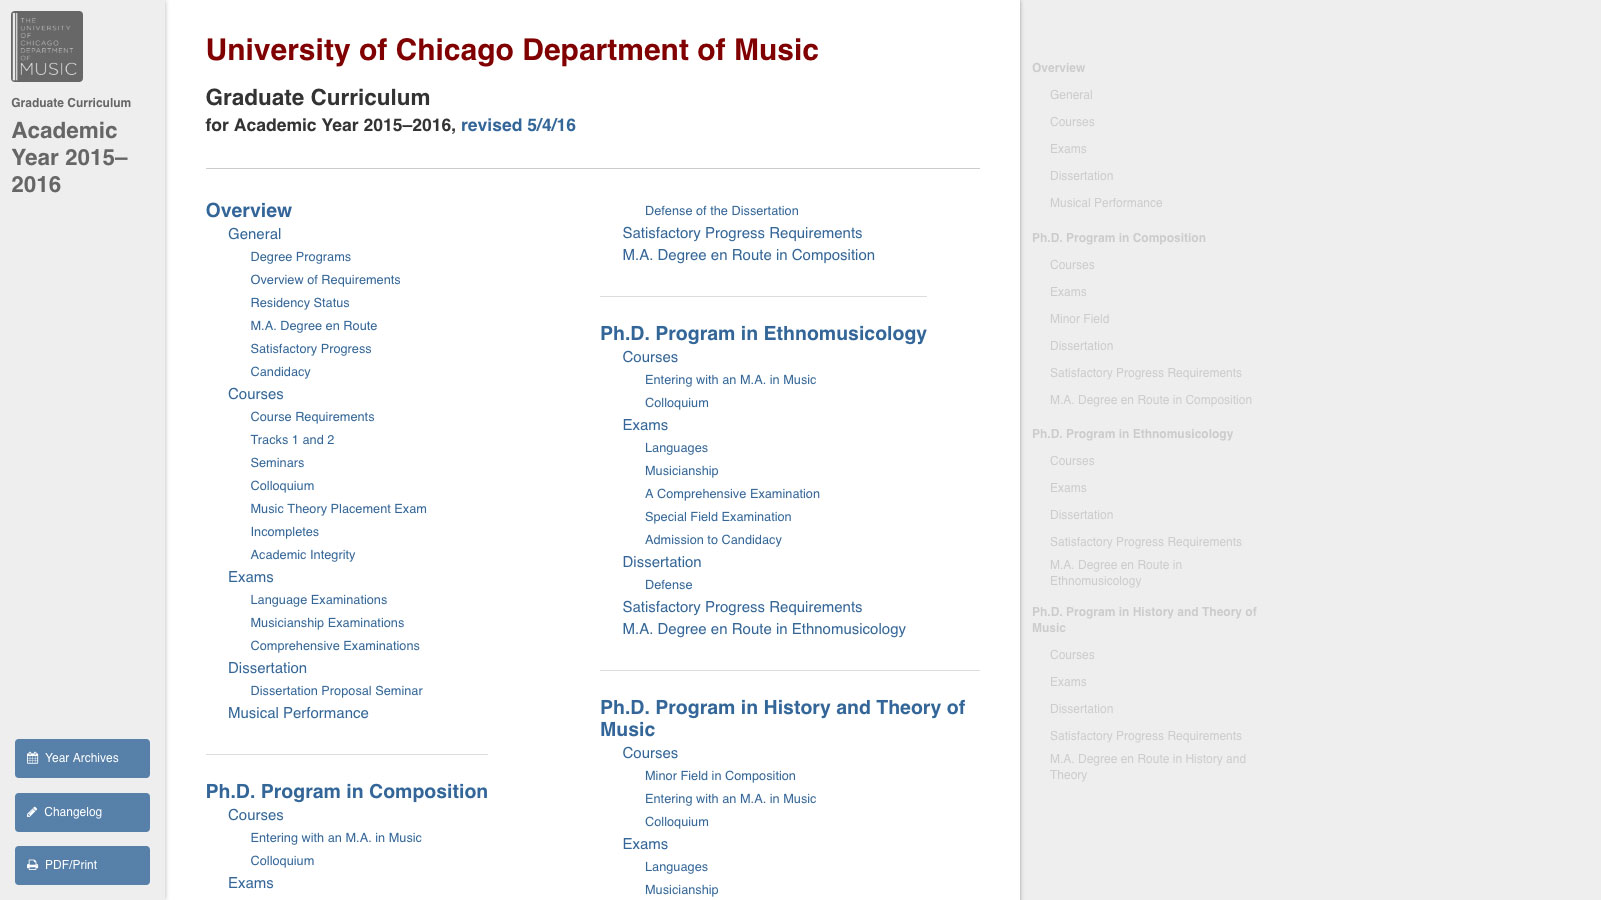 THE
UNIVERSITY
OF
CHICAGO
DEPARTMENT
OF
MUSIC
Graduate Curriculum
Academic
Year 2015–
2016
Year Archives
Changelog
PDF/Print
University of Chicago Department of Music
Graduate Curriculum
for Academic Year 2015–2016, revised 5/4/16
Overview
General
Degree Programs
Overview of Requirements
Residency Status
M.A. Degree en Route
Satisfactory Progress
Candidacy
Courses
Course Requirements
Tracks 1 and 2
Seminars
Colloquium
Music Theory Placement Exam
Incompletes
Academic Integrity
Exams
Language Examinations
Musicianship Examinations
Comprehensive Examinations
Dissertation
Dissertation Proposal Seminar
Musical Performance
Ph.D. Program in Composition
Courses
Entering with an M.A. in Music
Colloquium
Exams
Defense of the Dissertation
Satisfactory Progress Requirements
M.A. Degree en Route in Composition
Ph.D. Program in Ethnomusicology
Courses
Entering with an M.A. in Music
Colloquium
Exams
Languages
Musicianship
A Comprehensive Examination
Special Field Examination
Admission to Candidacy
Dissertation
Defense
Satisfactory Progress Requirements
M.A. Degree en Route in Ethnomusicology
Ph.D. Program in History and Theory of
Music
Courses
Minor Field in Composition
Entering with an M.A. in Music
Colloquium
Exams
Languages
Musicianship
Overview
General
Courses
Exams
Dissertation
Musical Performance
Ph.D. Program in Composition
Courses
Exams
Minor Field
Dissertation
Satisfactory Progress Requirements
M.A. Degree en Route in Composition
Ph.D. Program in Ethnomusicology
Courses
Exams
Dissertation
Satisfactory Progress Requirements
M.A. Degree en Route in
Ethnomusicology
Ph.D. Program in History and Theory of
Music
Courses
Exams
Dissertation
Satisfactory Progress Requirements
M.A. Degree en Route in History and
Theory